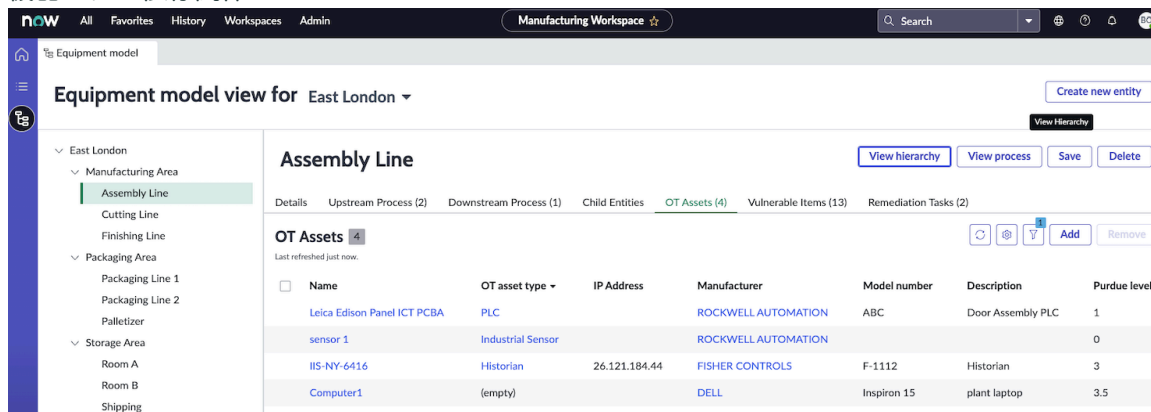 now All Favorites History Workspaces Admin Manufacturing Workspace ☆ Search
Equipment model
Equipment model view for East London
Create new entity
View Hierarchy
East London
Manufacturing Area
Assembly Line
Cutting Line
Finishing Line
Packaging Area
Packaging Line 1
Packaging Line 2
Palletizer
Storage Area
Room A
Room B
Shipping
Assembly Line
View hierarchy View process Save Delete
Details Upstream Process (2) Downstream Process (1) Child Entities OT Assets (4) Vulnerable Items (13) Remediation Tasks (2)
OT Assets 4
Last refreshed just now.
1
Add Remove
Name OT asset type IP Address Manufacturer Model number Description Purdue level
Leica Edison Panel ICT PCBA PLC ROCKWELL AUTOMATION ABC Door Assembly PLC 1
sensor 1 Industrial Sensor ROCKWELL AUTOMATION 0
IIS-NY-6416 Historian 26.121.184.44 FISHER CONTROLS F-1112 Historian 3
Computer1 (empty) DELL Inspiron 15 plant laptop 3.5